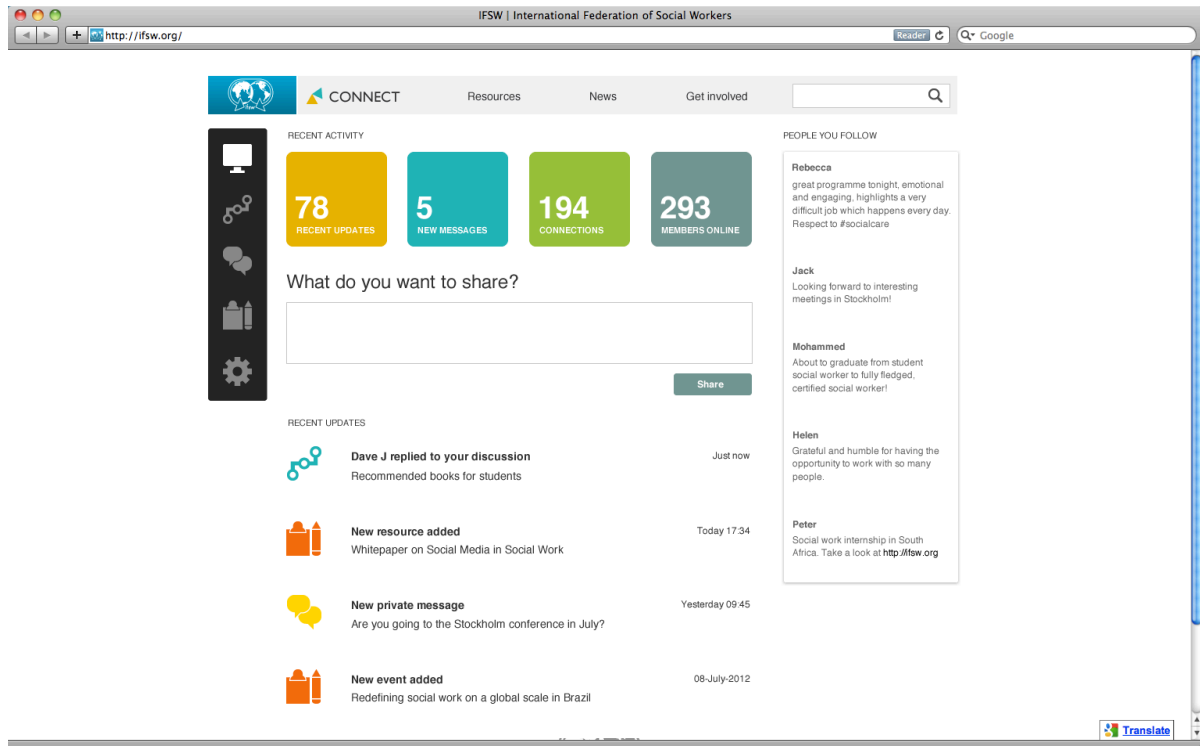 IFSW | International Federation of Social Workers
http://ifsw.org/
Reader
Google
CONNECT
Resources
News
Get involved
RECENT ACTIVITY
78
RECENT UPDATES
5
NEW MESSAGES
194
CONNECTIONS
293
MEMBERS ONLINE
What do you want to share?
Share
RECENT UPDATES
Dave J replied to your discussion
Just now
Recommended books for students
New resource added
Today 17:34
Whitepaper on Social Media in Social Work
New private message
Yesterday 09:45
Are you going to the Stockholm conference in July?
New event added
08-July-2012
Redefining social work on a global scale in Brazil
PEOPLE YOU FOLLOW
Rebecca
great programme tonight, emotional
and engaging, highlights a very
difficult job which happens every day.
Respect to #socialcare
Jack
Looking forward to interesting
meetings in Stockholm!
Mohammed
About to graduate from student
social worker to fully fledged,
certified social worker!
Helen
Grateful and humble for having the
opportunity to work with so many
people.
Peter
Social work internship in South
Africa. Take a look at http://ifsw.org
Translate